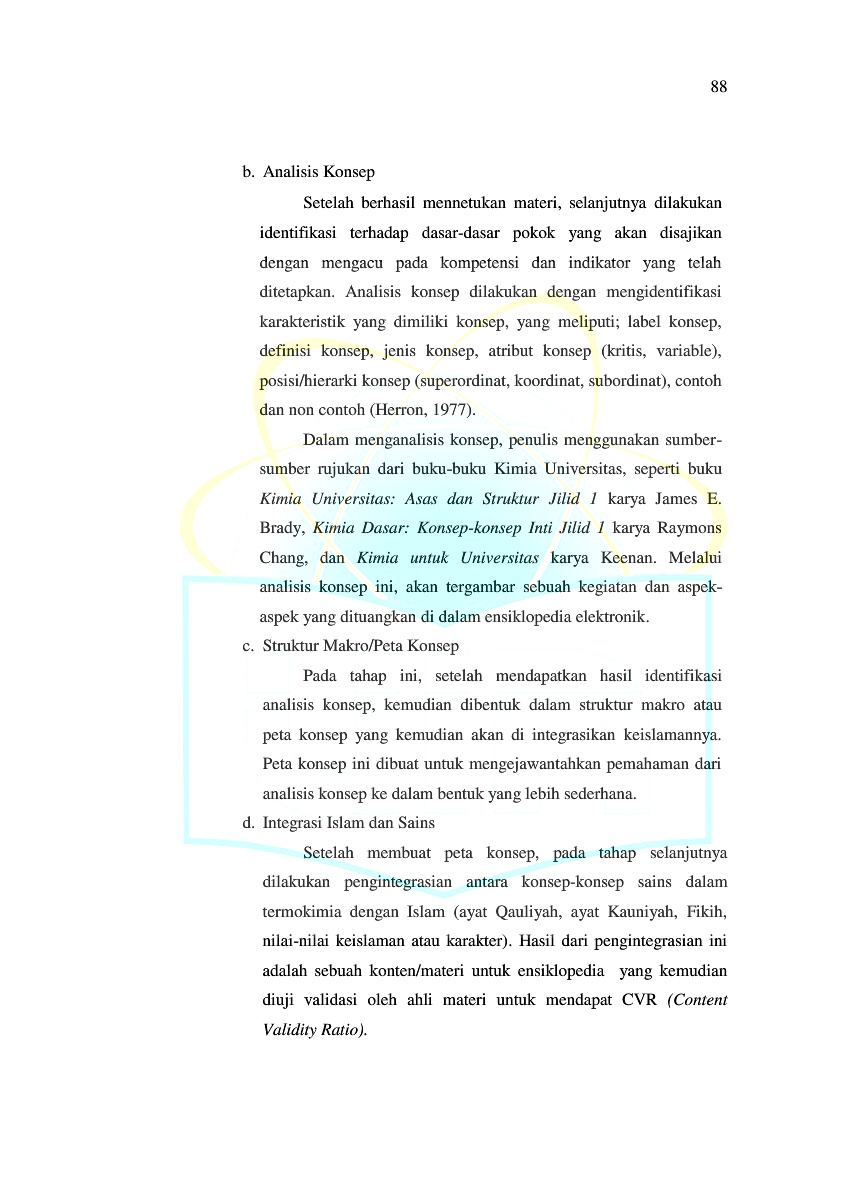 88
b. Analisis Konsep
Setelah berhasil mennetukan materi, selanjutnya dilakukan
identifikasi terhadap dasar-dasar pokok yang akan disajikan
dengan mengacu pada kompetensi dan indikator yang telah
ditetapkan. Analisis konsep dilakukan dengan mengidentifikasi
karakteristik yang dimiliki konsep, yang meliputi; label konsep,
definisi konsep, jenis konsep, atribut konsep (kritis, variable),
posisi/hierarki konsep (superordinat, koordinat, subordinat), contoh
dan non contoh (Herron, 1977).
Dalam menganalisis konsep, penulis menggunakan sumber-
sumber rujukan dari buku-buku Kimia Universitas, seperti buku
Kimia Universitas: Asas dan Struktur Jilid 1 karya James E.
Brady, Kimia Dasar: Konsep-konsep Inti Jilid 1 karya Raymons
Chang, dan Kimia untuk Universitas karya Keenan. Melalui
analisis konsep ini, akan tergambar sebuah kegiatan dan aspek-
aspek yang dituangkan di dalam ensiklopedia elektronik.
c. Struktur Makro/Peta Konsep
Pada tahap ini, setelah mendapatkan hasil identifikasi
analisis konsep, kemudian dibentuk dalam struktur makro atau
peta konsep yang kemudian akan di integrasikan keislamannya.
Peta konsep ini dibuat untuk mengejawantahkan pemahaman dari
analisis konsep ke dalam bentuk yang lebih sederhana.
d. Integrasi Islam dan Sains
Setelah membuat peta konsep, pada tahap selanjutnya
dilakukan pengintegrasian antara konsep-konsep sains dalam
termokimia dengan Islam (ayat Qauliyah, ayat Kauniyah, Fikih,
nilai-nilai keislaman atau karakter). Hasil dari pengintegrasian ini
adalah sebuah konten/materi untuk ensiklopedia yang kemudian
diuji validasi oleh ahli materi untuk mendapat CVR (Content
Validity Ratio).